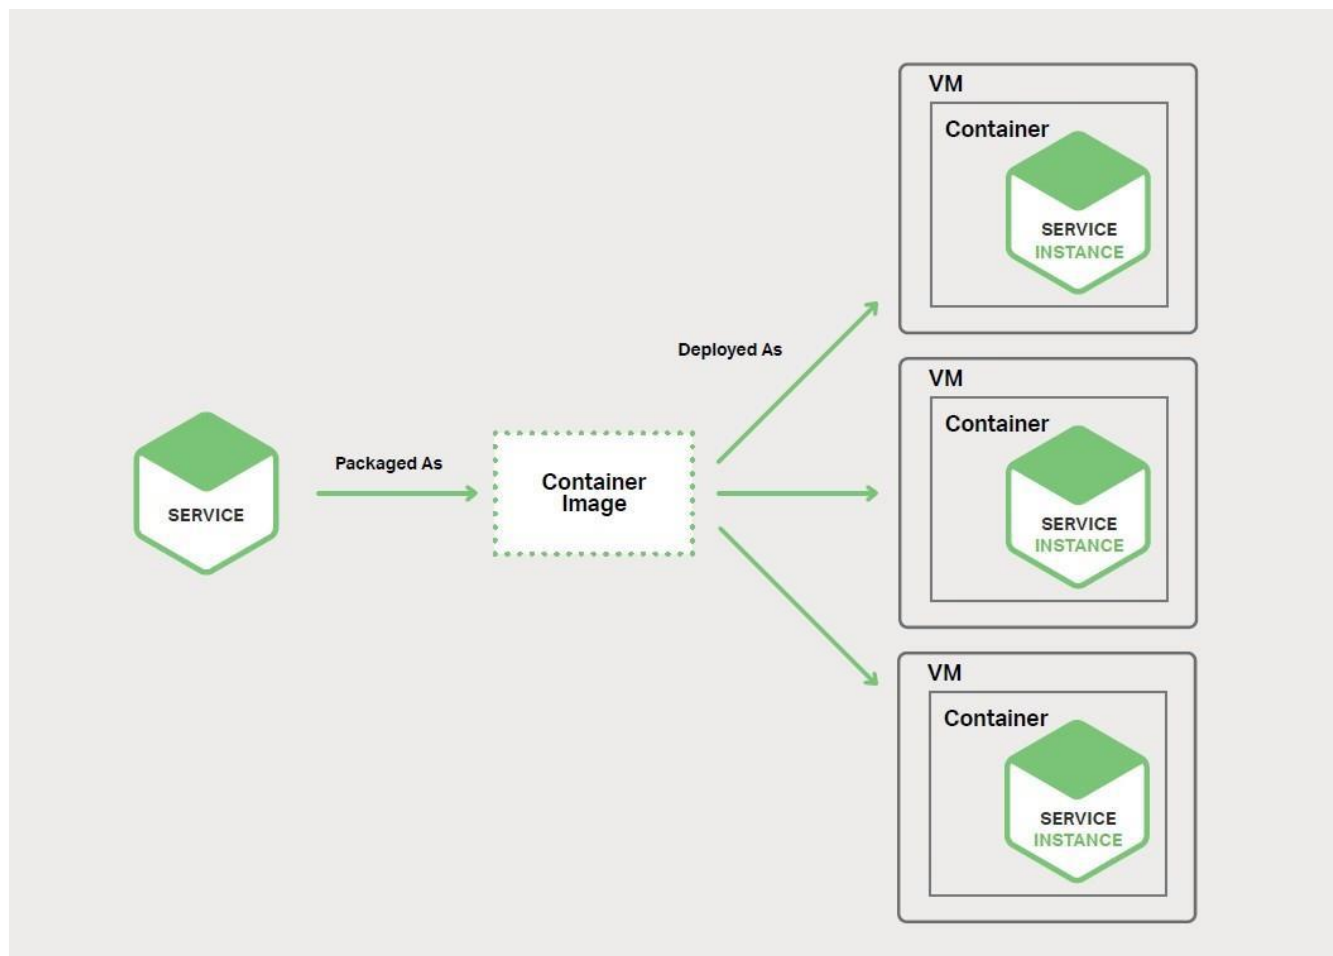 VM
Container
SERVICE
INSTANCE
Deployed As
VM
Container
Packaged As
Container
Image
SERVICE
SERVICE
INSTANCE
VM
Container
SERVICE
INSTANCE